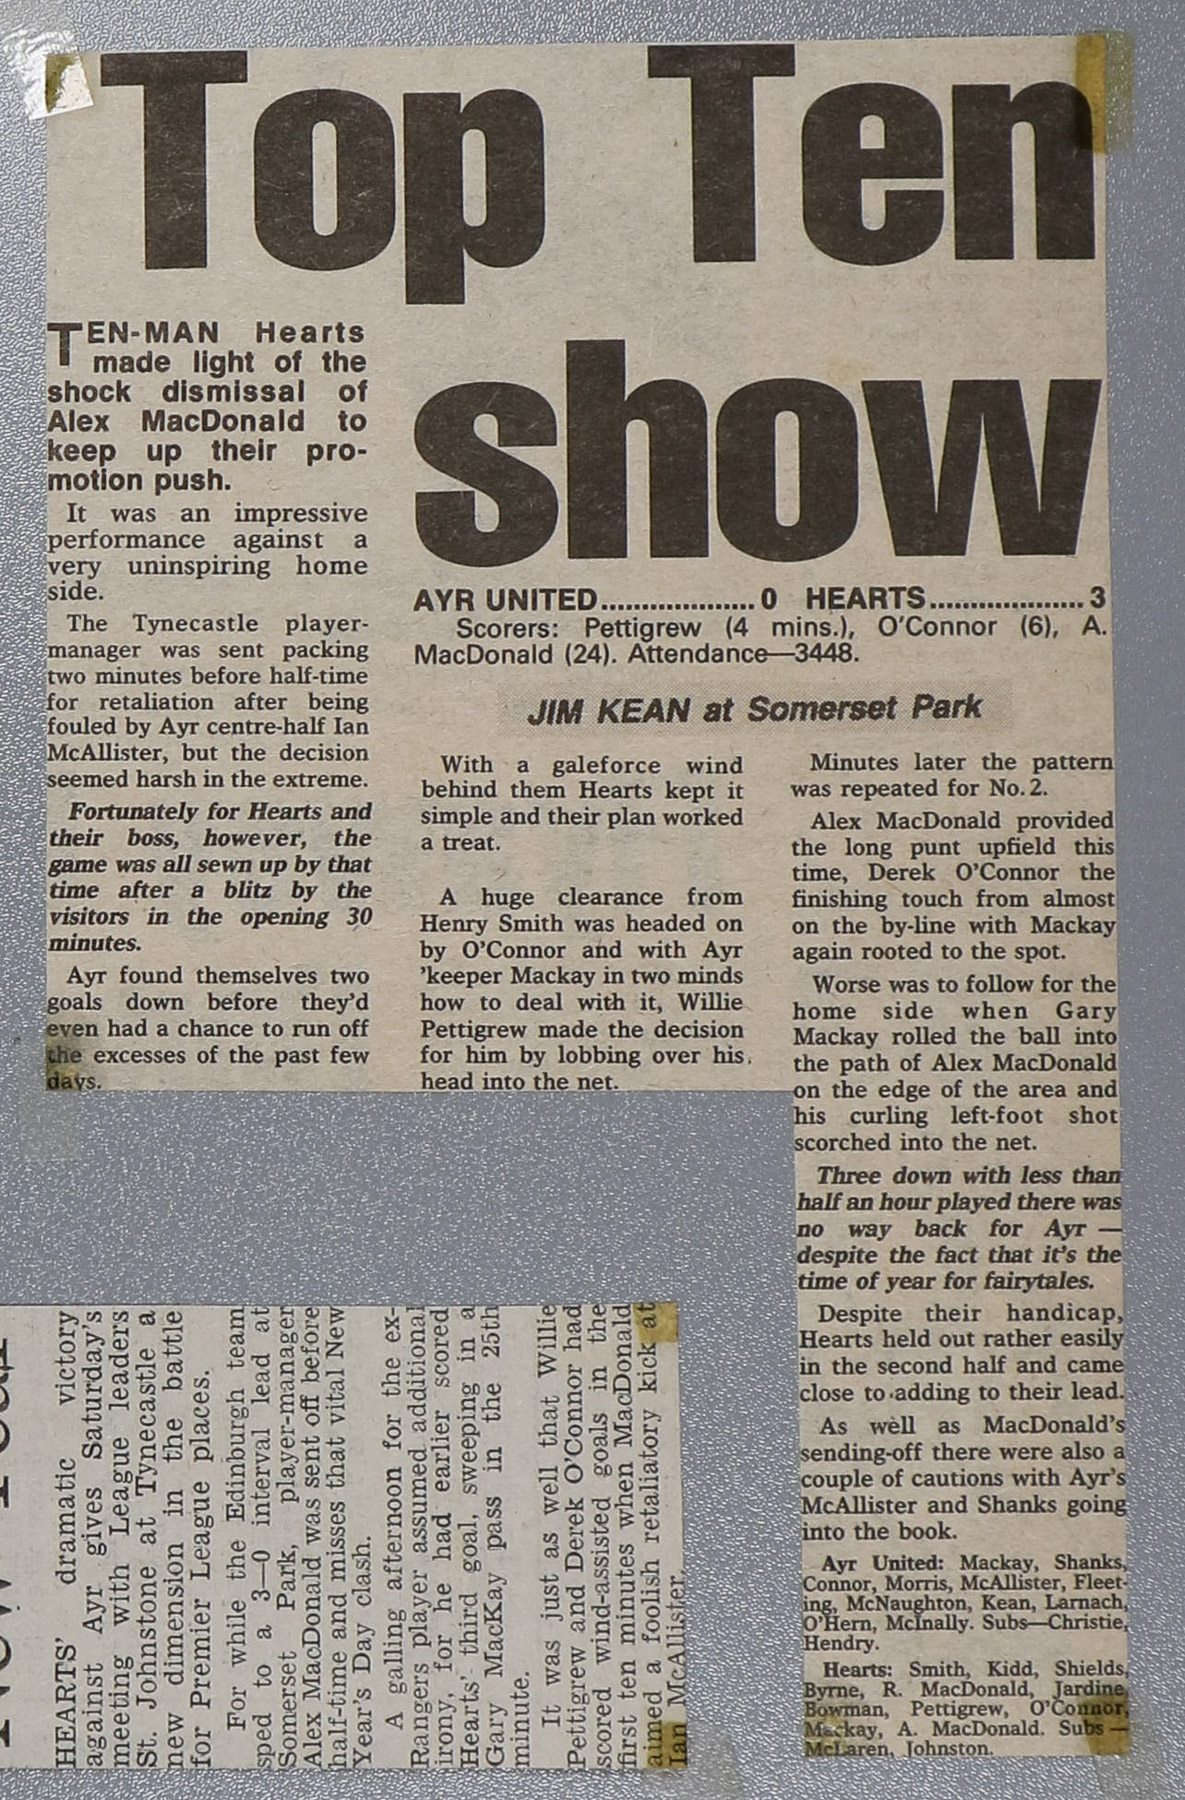 Top Ten
show
TEN-MAN Hearts
made light of the
shock dismissal of
Alex MacDonald to
keep up their pro-
motion push.
It was an impressive
performance against a
very uninspiring home
side.
The Tynecastle player-
manager was sent packing
two minutes before half-time
for retaliation after being
fouled by Ayr centre-half Ian
McAllister, but the decision
seemed harsh in the extreme.
Fortunately for Hearts and
their boss, however, the
game was all sewn up by that
time after a blitz by the
visitors in the opening 30
minutes.
Ayr found themselves two
goals down before they'd
even had a chance to run off
the excesses of the past few
days.
AYR UNITED....................0 HEARTS....................3
Scorers: Pettigrew (4 mins.), O'Connor (6), A.
MacDonald (24). Attendance—3448.
JIM KEAN at Somerset Park
With a galeforce wind
behind them Hearts kept it
simple and their plan worked
a treat.
A huge clearance from
Henry Smith was headed on
by O'Connor and with Ayr
'keeper Mackay in two minds
how to deal with it, Willie
Pettigrew made the decision
for him by lobbing over his
head into the net.
Minutes later the pattern
was repeated for No. 2.
Alex MacDonald provided
the long punt upfield this
time, Derek O'Connor the
finishing touch from almost
on the by-line with Mackay
again rooted to the spot.
Worse was to follow for the
home side when Gary
Mackay rolled the ball into
the path of Alex MacDonald
on the edge of the area and
his curling left-foot shot
scorched into the net.
Three down with less than
half an hour played there was
no way back for Ayr —
despite the fact that it's the
time of year for fairytales.
Despite their handicap,
Hearts held out rather easily
in the second half and came
close to adding to their lead.
As well as MacDonald's
sending-off there were also a
couple of cautions with Ayr's
McAllister and Shanks going
into the book.
Ayr United: Mackay, Shanks,
Connor, Morris, McAllister, Fleet-
ing, McNaughton, Kean, Larnach,
O'Hern, McInally. Subs—Christie,
Hendry.
Hearts: Smith, Kidd, Shields,
Byrne, R. MacDonald, Jardine,
Bowman, Pettigrew, O'Connor,
Mackay, A. MacDonald. Subs —
McLaren, Johnston.
HEARTS' dramatic victory
against Ayr gives Saturday's
meeting with League leaders
St. Johnstone at Tynecastle a
new dimension in the battle
for Premier League places.
For while the Edinburgh team
sped to a 3—0 interval lead at
Somerset Park, player-manager
Alex MacDonald was sent off before
half-time and misses that vital New
Year's Day clash.
A galling afternoon for the ex-
Rangers player assumed additional
irony, for he had earlier scored
Hearts' third goal, sweeping in a
Gary MacKay pass in the 25th
minute.
It was just as well that Willie
Pettigrew and Derek O'Connor had
scored wind-assisted goals in the
first ten minutes when MacDonald
aimed a foolish retaliatory kick at
Ian McAllister.